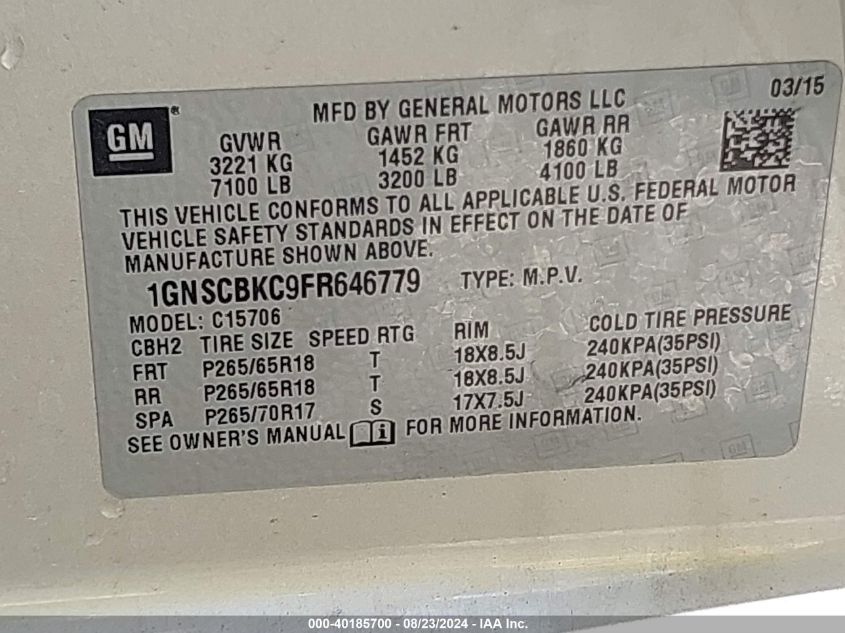 GM ®
MFD BY GENERAL MOTORS LLC 03/15
GVWR GAWR FRT GAWR RR
3221 KG 1452 KG 1860 KG
7100 LB 3200 LB 4100 LB
THIS VEHICLE CONFORMS TO ALL APPLICABLE U.S. FEDERAL MOTOR
VEHICLE SAFETY STANDARDS IN EFFECT ON THE DATE OF
MANUFACTURE SHOWN ABOVE.
1GNSCBKC9FR646779 TYPE: M.P.V.
MODEL: C15706
CBH2 TIRE SIZE SPEED RTG RIM COLD TIRE PRESSURE
FRT P265/65R18 T 18X8.5J 240KPA(35PSI)
RR P265/65R18 T 18X8.5J 240KPA(35PSI)
SPA P265/70R17 S 17X7.5J 240KPA(35PSI)
SEE OWNER'S MANUAL i FOR MORE INFORMATION.
000-40185700 - 08/23/2024 - IAA Inc.